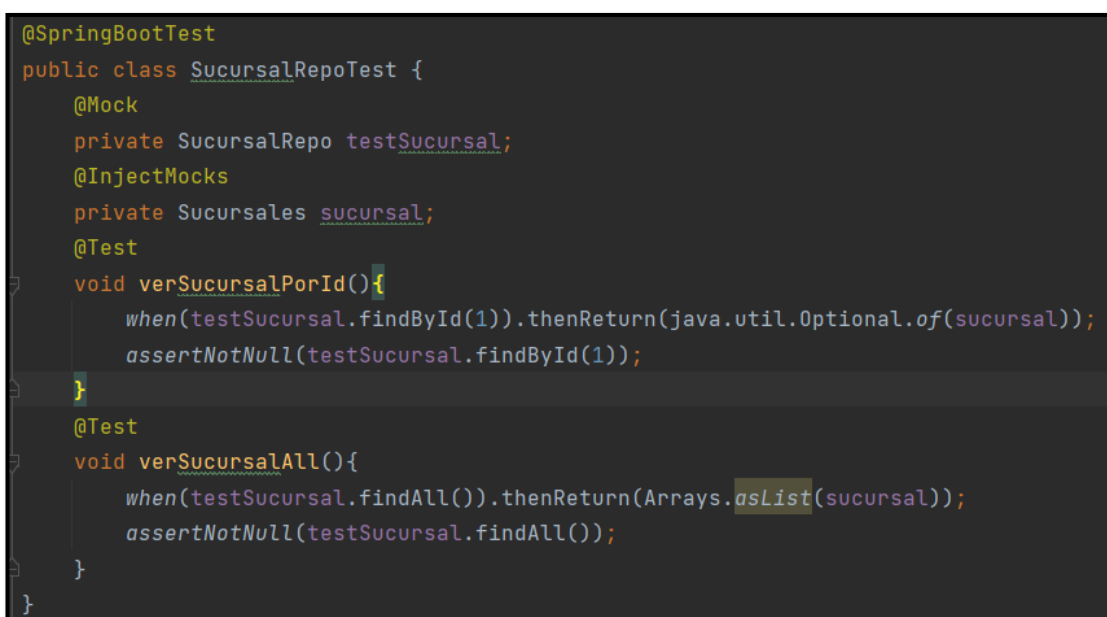 @SpringBootTest
public class SucursalRepoTest {
    @Mock
    private SucursalRepo testSucursal;
    @InjectMocks
    private Sucursales sucursal;
    @Test
    void verSucursalPorId(){
        when(testSucursal.findById(1)).thenReturn(java.util.Optional.of(sucursal));
        assertNotNull(testSucursal.findById(1));
    }
    @Test
    void verSucursalAll(){
        when(testSucursal.findAll()).thenReturn(Arrays.asList(sucursal));
        assertNotNull(testSucursal.findAll());
    }
}